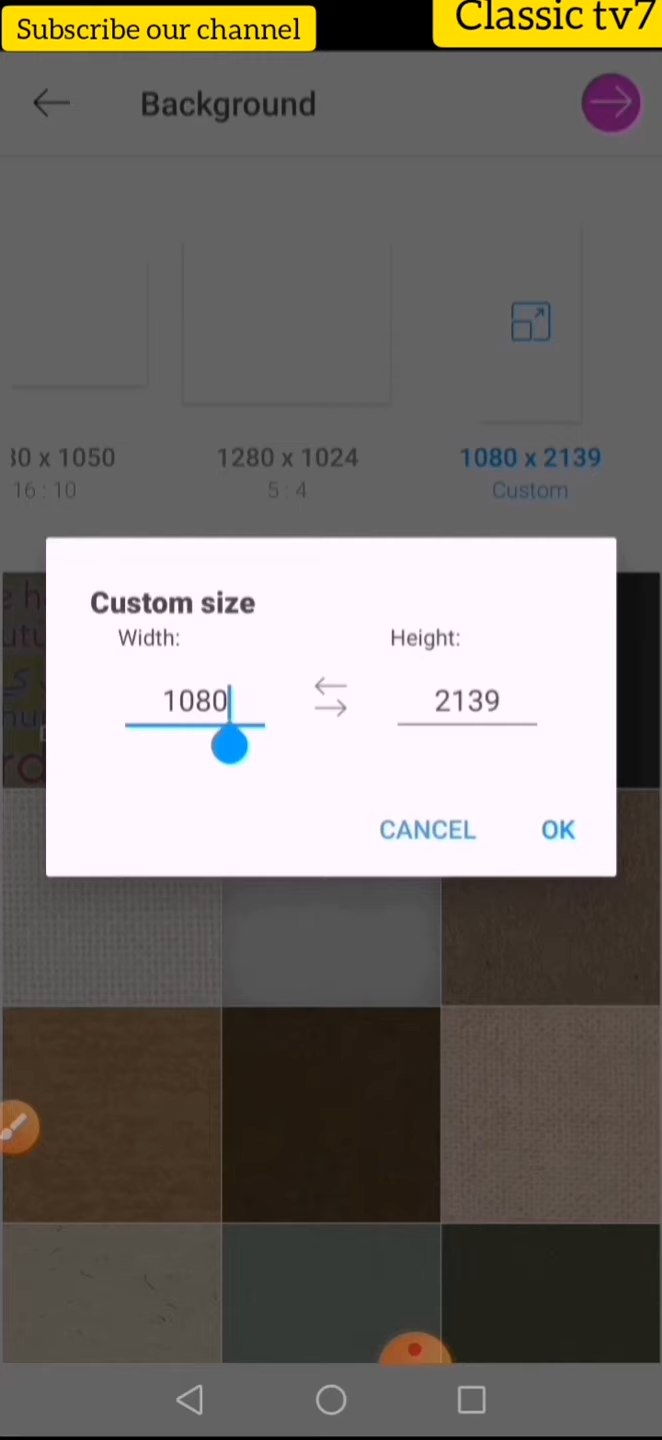 Subscribe our channel
Classic tv7
Background
0 x 1050
16 : 10
1280 x 1024
5 : 4
1080 x 2139
Custom
Custom size
Width:
Height:
1080
2139
CANCEL
OK